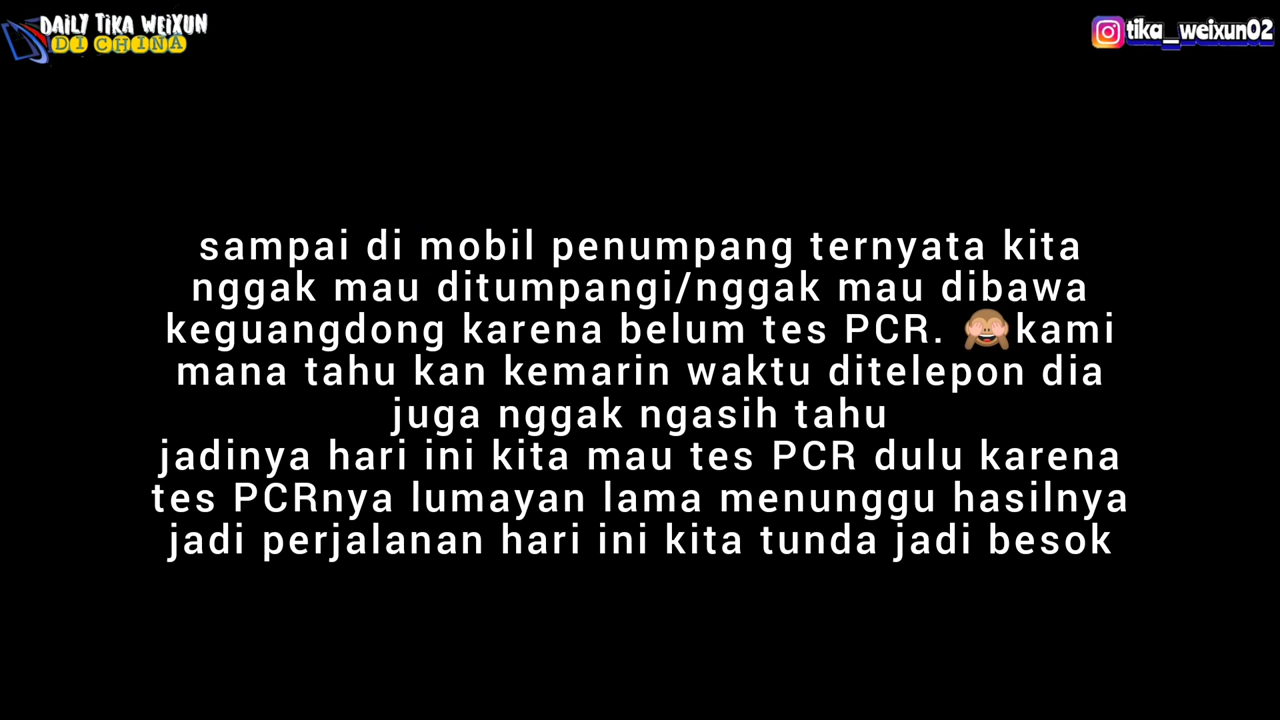 DAILY TIKA WEIXUN
DI CHINA
tika_weixun02
sampai di mobil penumpang ternyata kita
nggak mau ditumpangi/nggak mau dibawa
keguangdong karena belum tes PCR. 🙈kami
mana tahu kan kemarin waktu ditelepon dia
juga nggak ngasih tahu
jadinya hari ini kita mau tes PCR dulu karena
tes PCRnya lumayan lama menunggu hasilnya
jadi perjalanan hari ini kita tunda jadi besok